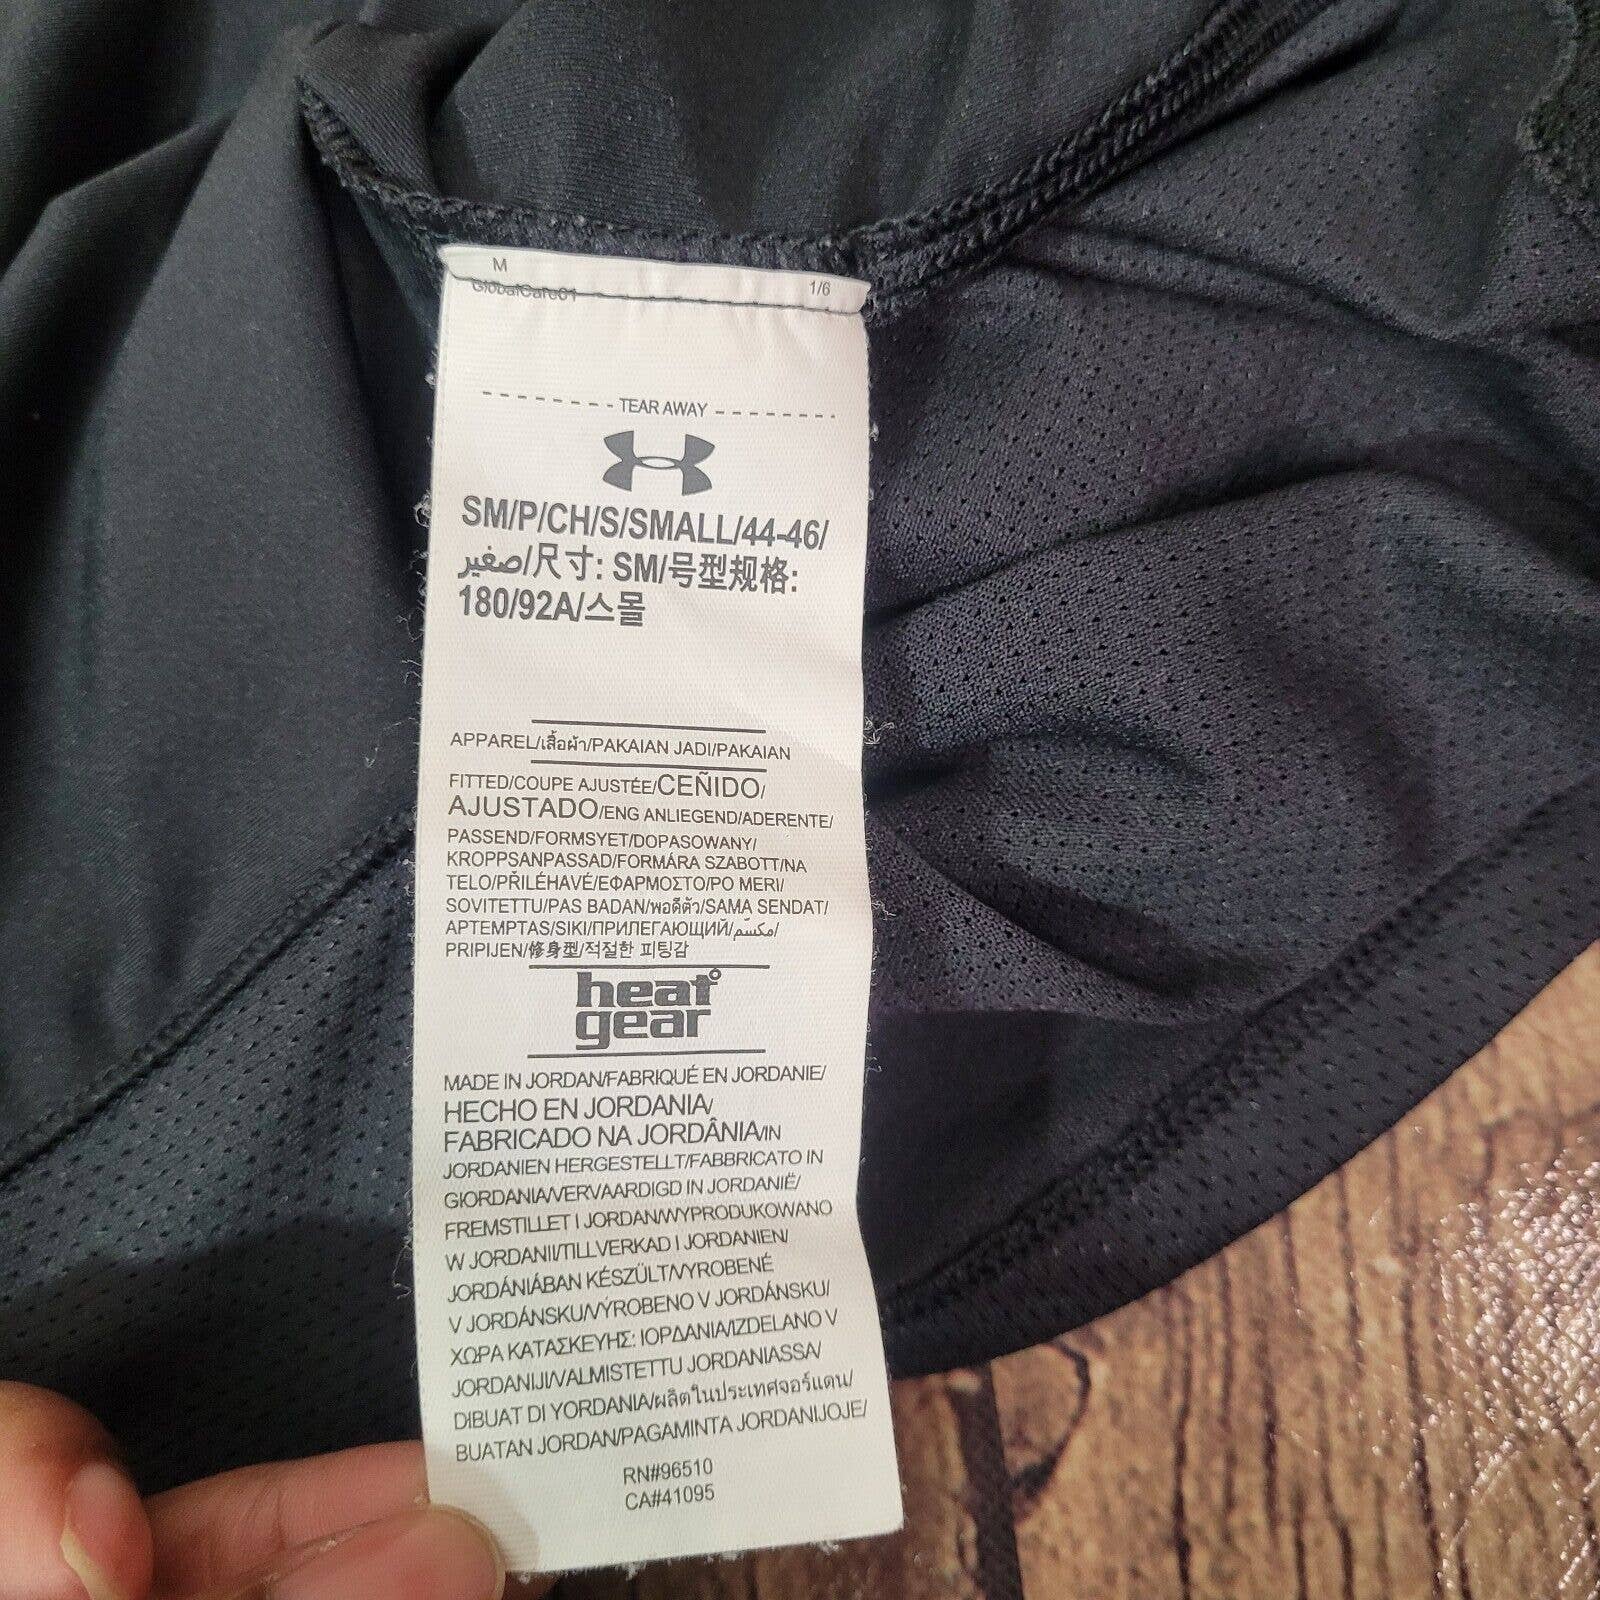 M
GlobalCare01
1/6
TEAR AWAY
SM/P/CH/S/SMALL/44-46/
صغير/尺寸: SM/号型规格:
180/92A/스몰
APPAREL/เสื้อผ้า/PAKAIAN JADI/PAKAIAN
FITTED/COUPE AJUSTÉE/CEÑIDO/
AJUSTADO/ENG ANLIEGEND/ADERENTE/
PASSEND/FORMSYET/DOPASOWANY/
KROPPSANPASSAD/FORMÁRA SZABOTT/NA
TELO/PŘILÉHAVÉ/ΕΦΑΡΜΟΣΤΟ/PO MERI/
SOVITETTU/PAS BADAN/พอดีตัว/SAMA SENDAT/
APTEMPTAS/SIKI/ПРИЛЕГАЮЩИЙ/مكسّم/
PRIPIJEN/修身型/적절한 피팅감
heat
gear
MADE IN JORDAN/FABRIQUÉ EN JORDANIE/
HECHO EN JORDANIA/
FABRICADO NA JORDÂNIA/IN
JORDANIEN HERGESTELLT/FABBRICATO IN
GIORDANIA/VERVAARDIGD IN JORDANIË/
FREMSTILLET I JORDAN/WYPRODUKOWANO
W JORDANII/TILLVERKAD I JORDANIEN/
JORDÁNIÁBAN KÉSZÜLT/VYROBENÉ
V JORDÁNSKU/VÝROBENO V JORDÁNSKU/
ΧΩΡΑ ΚΑΤΑΣΚΕΥΗΣ: ΙΟΡΔΑΝΙΑ/IZDELANO V
JORDANIJI/VALMISTETTU JORDANIASSA/
DIBUAT DI YORDANIA/ผลิตในประเทศจอร์แดน/
BUATAN JORDAN/PAGAMINTA JORDANIJOJE/
RN#96510
CA#41095